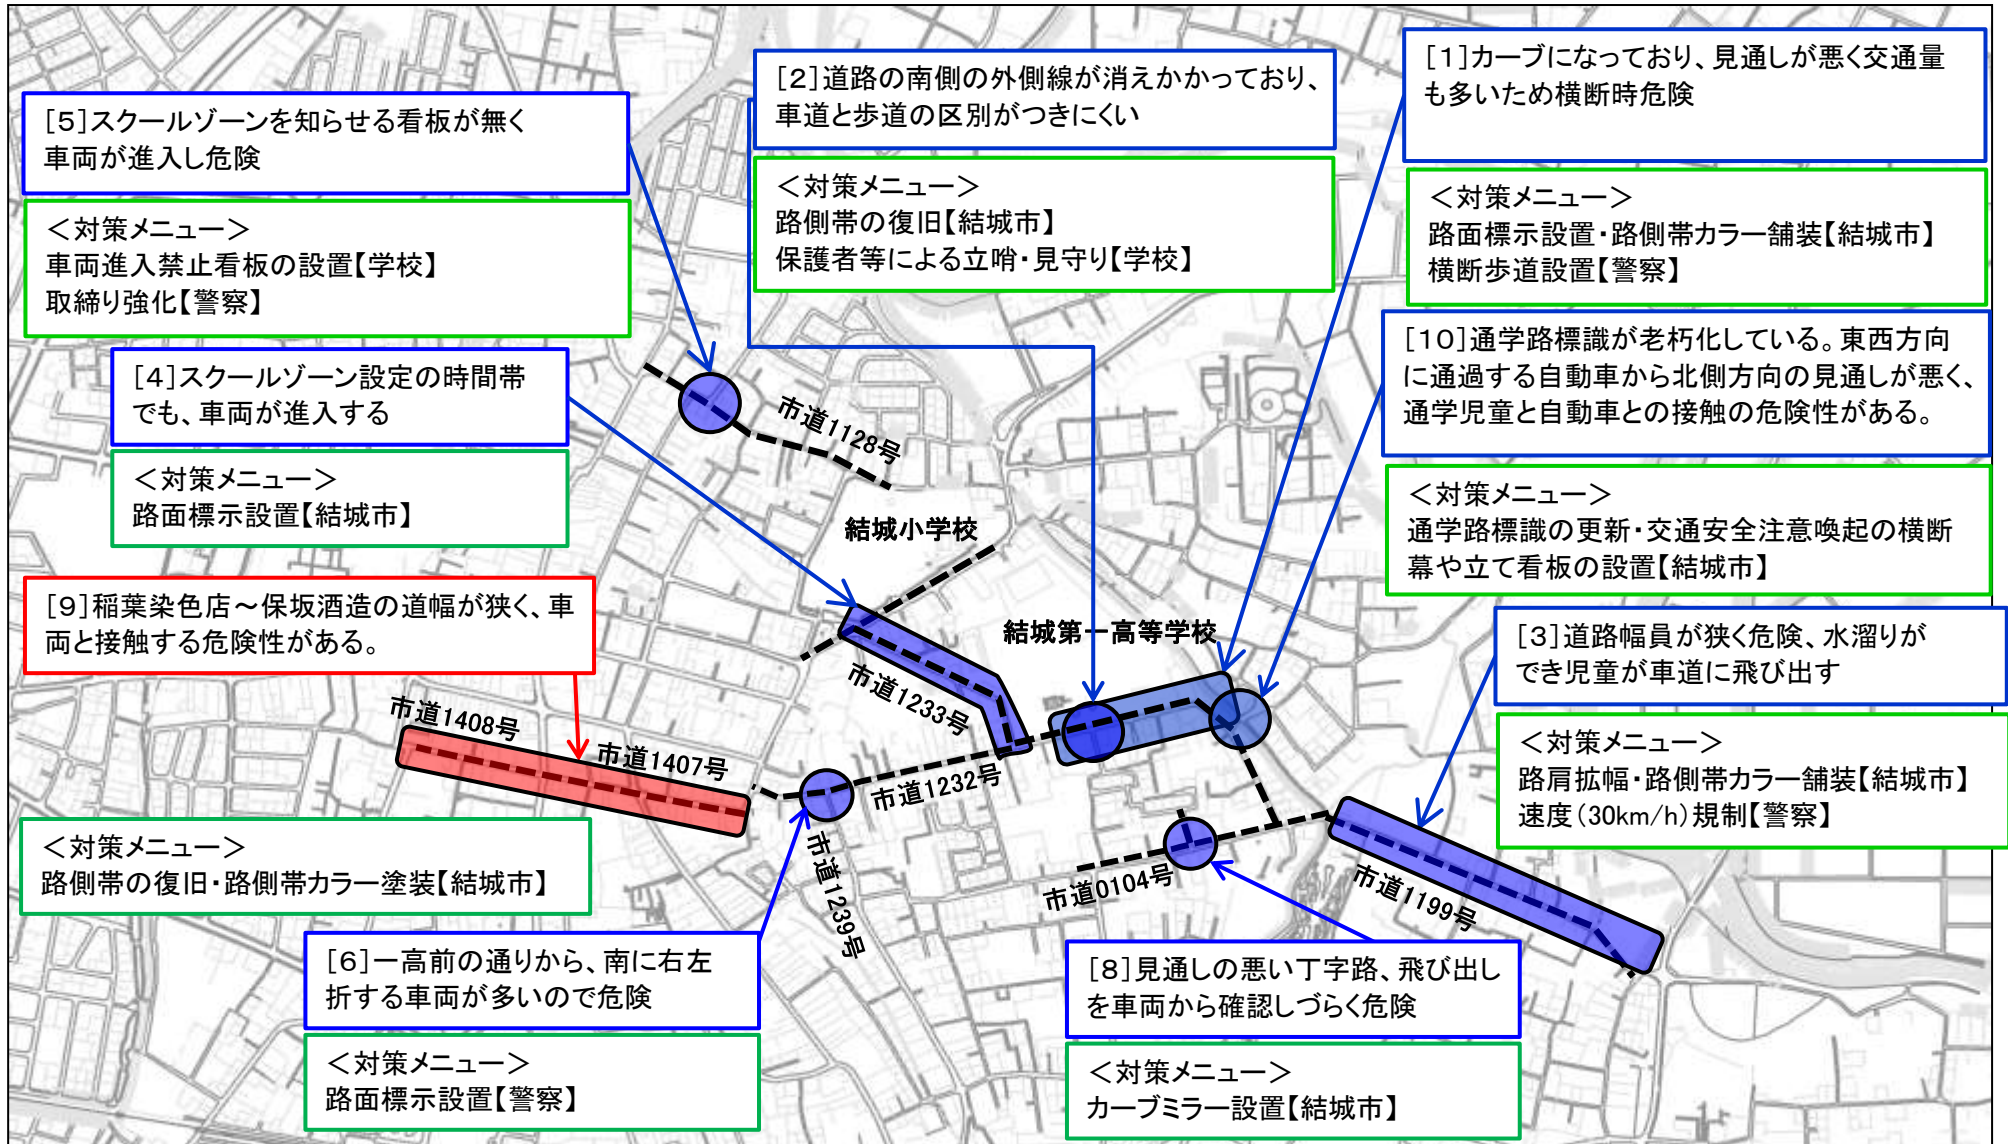 [2]道路の南側の外側線が消えかかっており、
車道と歩道の区別がつきにくい
＜対策メニュー＞
路側帯の復旧【結城市】
保護者等による立哨・見守り【学校】
[1]カーブになっており、見通しが悪く交通量
も多いため横断時危険
＜対策メニュー＞
路面標示設置・路側帯カラー舗装【結城市】
横断歩道設置【警察】
[5]スクールゾーンを知らせる看板が無く
車両が進入し危険
＜対策メニュー＞
車両進入禁止看板の設置【学校】
取締り強化【警察】
[10]通学路標識が老朽化している。東西方向
に通過する自動車から北側方向の見通しが悪く、
通学児童と自動車との接触の危険性がある。
＜対策メニュー＞
通学路標識の更新・交通安全注意喚起の横断
幕や立て看板の設置【結城市】
[4]スクールゾーン設定の時間帯
でも、車両が進入する
＜対策メニュー＞
路面標示設置【結城市】
市道1128号
結城小学校
結城第一高等学校
[9]稲葉染色店～保坂酒造の道幅が狭く、車
両と接触する危険性がある。
＜対策メニュー＞
路側帯の復旧・路側帯カラー塗装【結城市】
[3]道路幅員が狭く危険、水溜りが
でき児童が車道に飛び出す
＜対策メニュー＞
路肩拡幅・路側帯カラー舗装【結城市】
速度(30km/h)規制【警察】
市道1233号
市道1408号
市道1407号
市道1232号
市道1239号
市道0104号
市道1199号
[6]一高前の通りから、南に右左
折する車両が多いので危険
＜対策メニュー＞
路面標示設置【警察】
[8]見通しの悪い丁字路、飛び出し
を車両から確認しづらく危険
＜対策メニュー＞
カーブミラー設置【結城市】